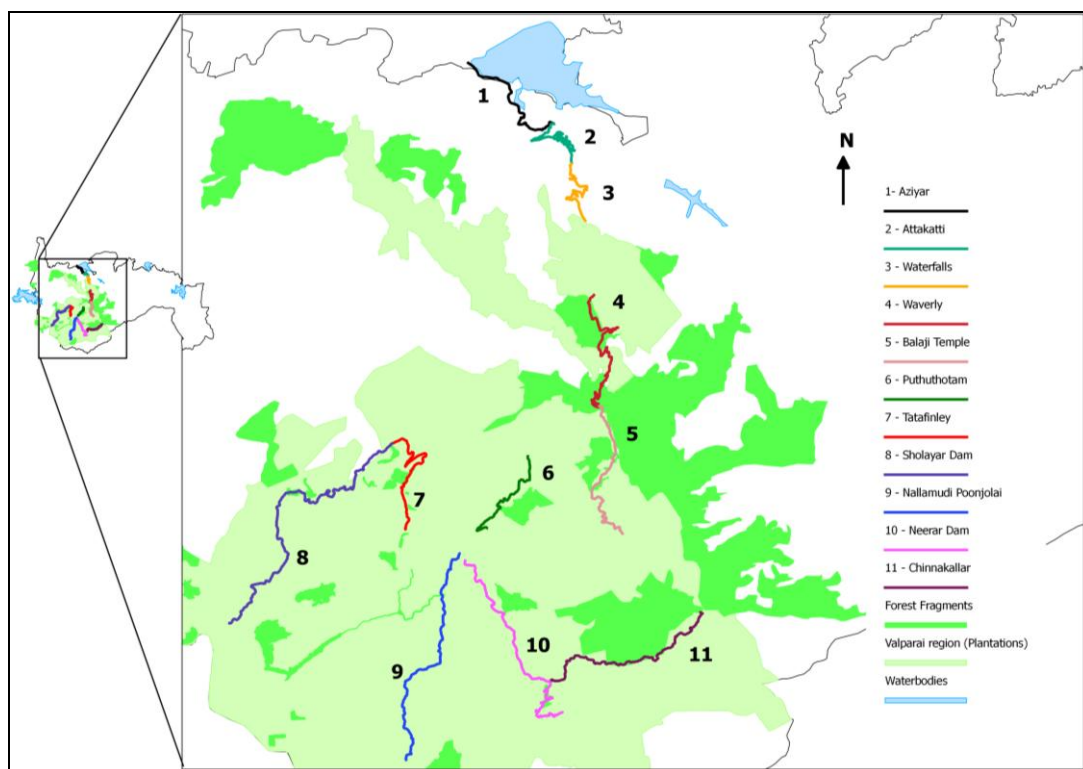 1
2
3
4
5
6
7
8
9
10
11
N
1- Aziyar
2 - Attakatti
3 - Waterfalls
4 - Waverly
5 - Balaji Temple
6 - Puthuthotam
7 - Tatafinley
8 - Sholayar Dam
9 - Nallamudi Poonjolai
10 - Neerar Dam
11 - Chinnakallar
Forest Fragments
Valparai region (Plantations)
Waterbodies